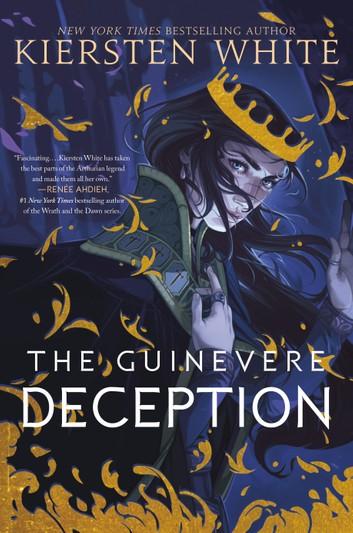 NEW YORK TIMES BESTSELLING AUTHOR
KIERSTEN WHITE
"Fascinating. . . . Kiersten White has taken
the best parts of the Arthurian legend
and made them all her own."
—RENÉE AHDIEH,
#1 New York Times bestselling author
of the Wrath and the Dawn series.
THE GUINEVERE
DECEPTION